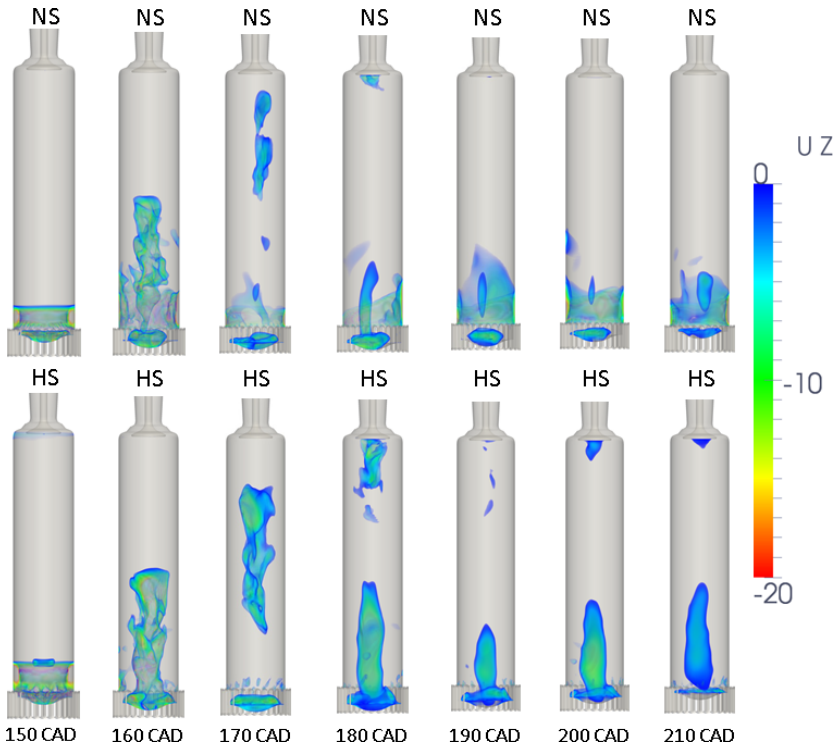 NS NS NS NS NS NS NS
U Z
0
-10
-20
HS HS HS HS HS HS HS
150 CAD 160 CAD 170 CAD 180 CAD 190 CAD 200 CAD 210 CAD